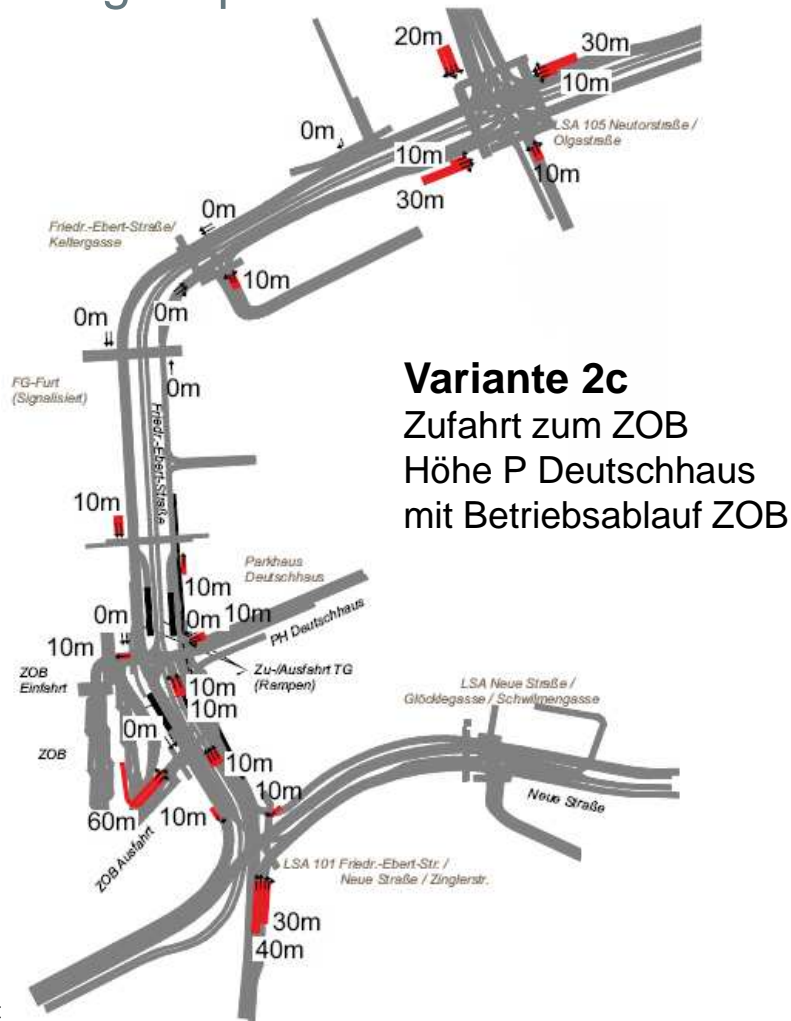 20m
30m
10m
LSA 105 Neutorstraße /
Olgastraße
0m
10m
10m
30m
0m
Friedr.-Ebert-Straße/
Keltergasse
10m
0m
0m
0m
FG-Furt
(Signalisiert)
Friedr.-Ebert-Straße
Variante 2c
Zufahrt zum ZOB
Höhe P Deutschhaus
mit Betriebsablauf ZOB
10m
Parkhaus
Deutschhaus
10m
0m
0m
10m
PH Deutschhaus
10m
ZOB
Einfahrt
Zu-/Ausfahrt TG
(Rampen)
10m
10m
LSA Neue Straße /
Glöcklegasse / Schwilmengasse
0m
ZOB
10m
10m
60m
10m
Neue Straße
ZOB Ausfahrt
LSA 101 Friedr.-Ebert-Str. /
Neue Straße / Zinglerstr.
30m
40m